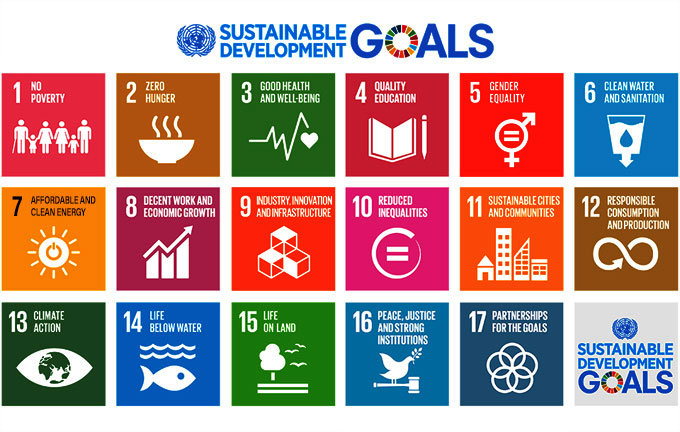 SUSTAINABLE
DEVELOPMENT
GOALS
1 NO
POVERTY
2 ZERO
HUNGER
3 GOOD HEALTH
AND WELL-BEING
4 QUALITY
EDUCATION
5 GENDER
EQUALITY
6 CLEAN WATER
AND SANITATION
7 AFFORDABLE AND
CLEAN ENERGY
8 DECENT WORK AND
ECONOMIC GROWTH
9 INDUSTRY, INNOVATION
AND INFRASTRUCTURE
10 REDUCED
INEQUALITIES
11 SUSTAINABLE CITIES
AND COMMUNITIES
12 RESPONSIBLE
CONSUMPTION
AND PRODUCTION
13 CLIMATE
ACTION
14 LIFE
BELOW WATER
15 LIFE
ON LAND
16 PEACE, JUSTICE
AND STRONG
INSTITUTIONS
17 PARTNERSHIPS
FOR THE GOALS
SUSTAINABLE
DEVELOPMENT
GOALS